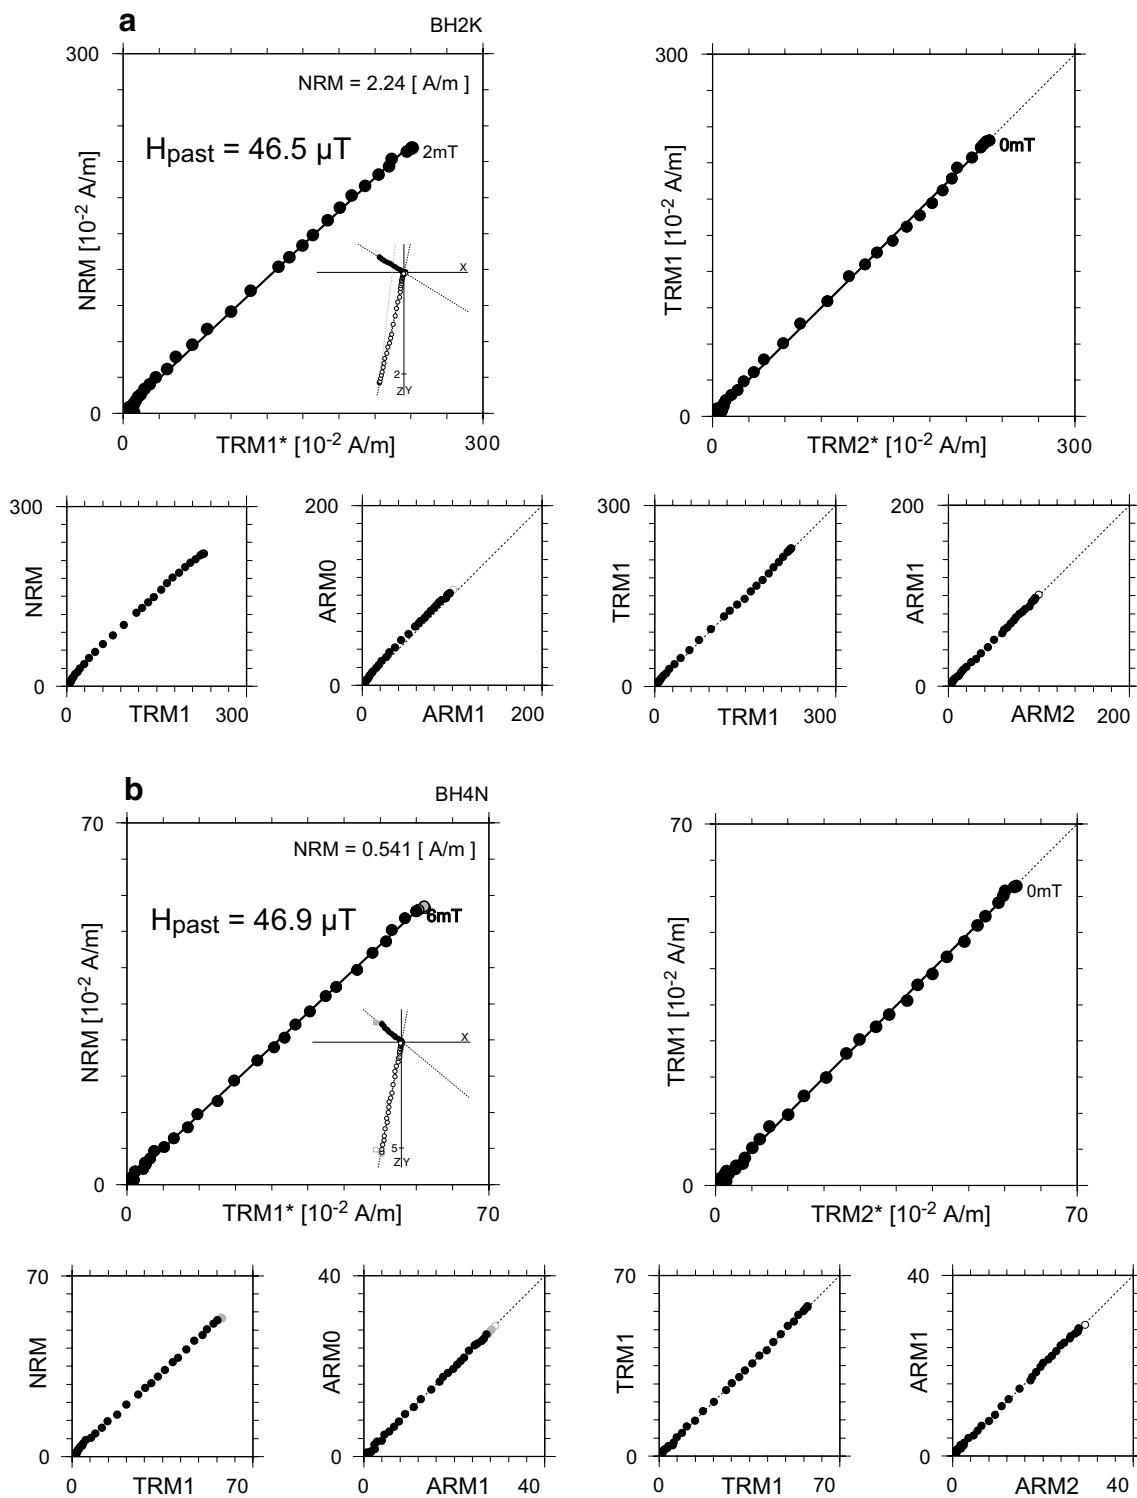 a
BH2K
300
NRM = 2.24 [ A/m ]
Hpast = 46.5 µT
2mT
NRM [10-2 A/m]
X
2
Z Y
0
0
TRM1* [10-2 A/m]
300
300
0mT
TRM1 [10-2 A/m]
0
0
TRM2* [10-2 A/m]
300
300
NRM
0
0
TRM1
300
200
ARM0
0
0
ARM1
200
300
TRM1
0
0
TRM1
300
200
ARM1
0
0
ARM2
200
b
BH4N
70
NRM = 0.541 [ A/m ]
Hpast = 46.9 µT
6mT
NRM [10-2 A/m]
X
5
Z Y
0
0
TRM1* [10-2 A/m]
70
70
0mT
TRM1 [10-2 A/m]
0
0
TRM2* [10-2 A/m]
70
70
NRM
0
0
TRM1
70
40
ARM0
0
0
ARM1
40
70
TRM1
0
0
TRM1
70
40
ARM1
0
0
ARM2
40